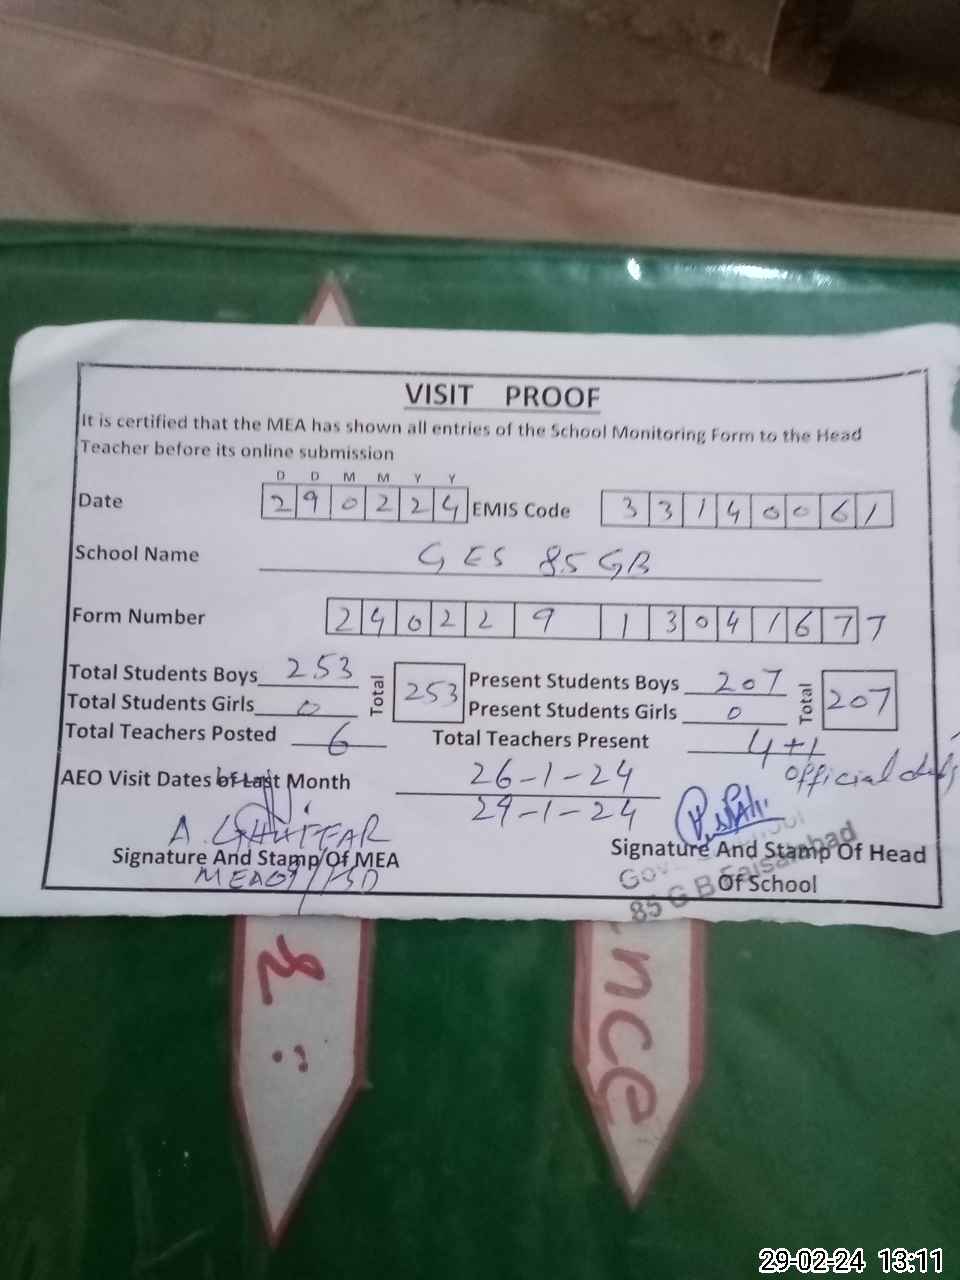 VISIT PROOF
It is certified that the MEA has shown all entries of the School Monitoring Form to the Head
Teacher before its online submission
D D M M Y Y
Date 2 9 0 2 2 4 EMIS Code 3 3 1 4 0 0 6 1
School Name GES 85 GB
Form Number 2 4 0 2 2 9 1 3 0 4 1 6 7 7
Total Students Boys 253 Total 253 Present Students Boys 207 Total 207
Total Students Girls 0 Present Students Girls 0
Total Teachers Posted 6 Total Teachers Present 4+1
official
AEO Visit Dates of Last Month 26-1-24
29-1-24
A. GHAFFAR
Signature And Stamp Of MEA Signature And Stamp Of Head
Of School
85 G B Faisalabad
nce
29-02-24 13:11